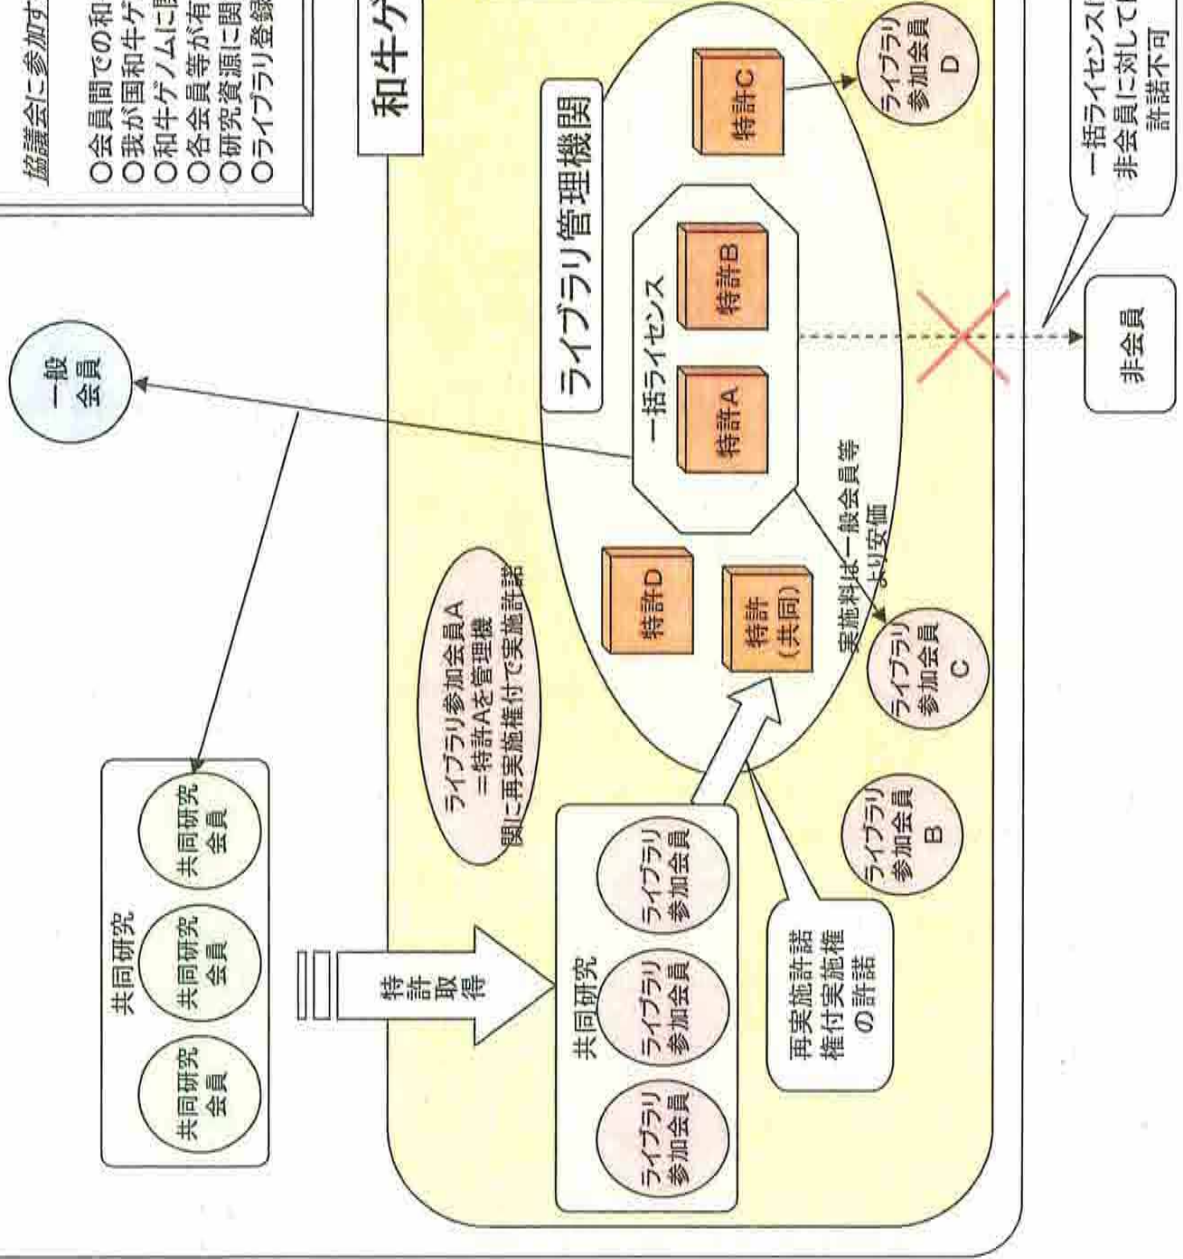 協議会に参加す
○会員間での和
○我が国和牛ゲ
○和牛ゲノムに関
○各会員等が有
○研究資源に関
○ライブラリ登録
一般
会員
共同研究
共同研究
会員
共同研究
会員
共同研究
会員
和牛ゲ
特許
取得
ライブラリ参加会員A
=特許Aを管理機
関に再実施権付で実施許諾
ライブラリ管理機関
一括ライセンス
特許A
特許B
特許C
特許D
特許
(共同)
共同研究
ライブラリ
参加会員
ライブラリ
参加会員
ライブラリ
参加会員
再実施許諾
権付実施権
の許諾
実施料は一般会員等
より安価
ライブラリ
参加会員
B
ライブラリ
参加会員
C
ライブラリ
参加会員
D
非会員
一括ライセンス
非会員に対して
許諾不可